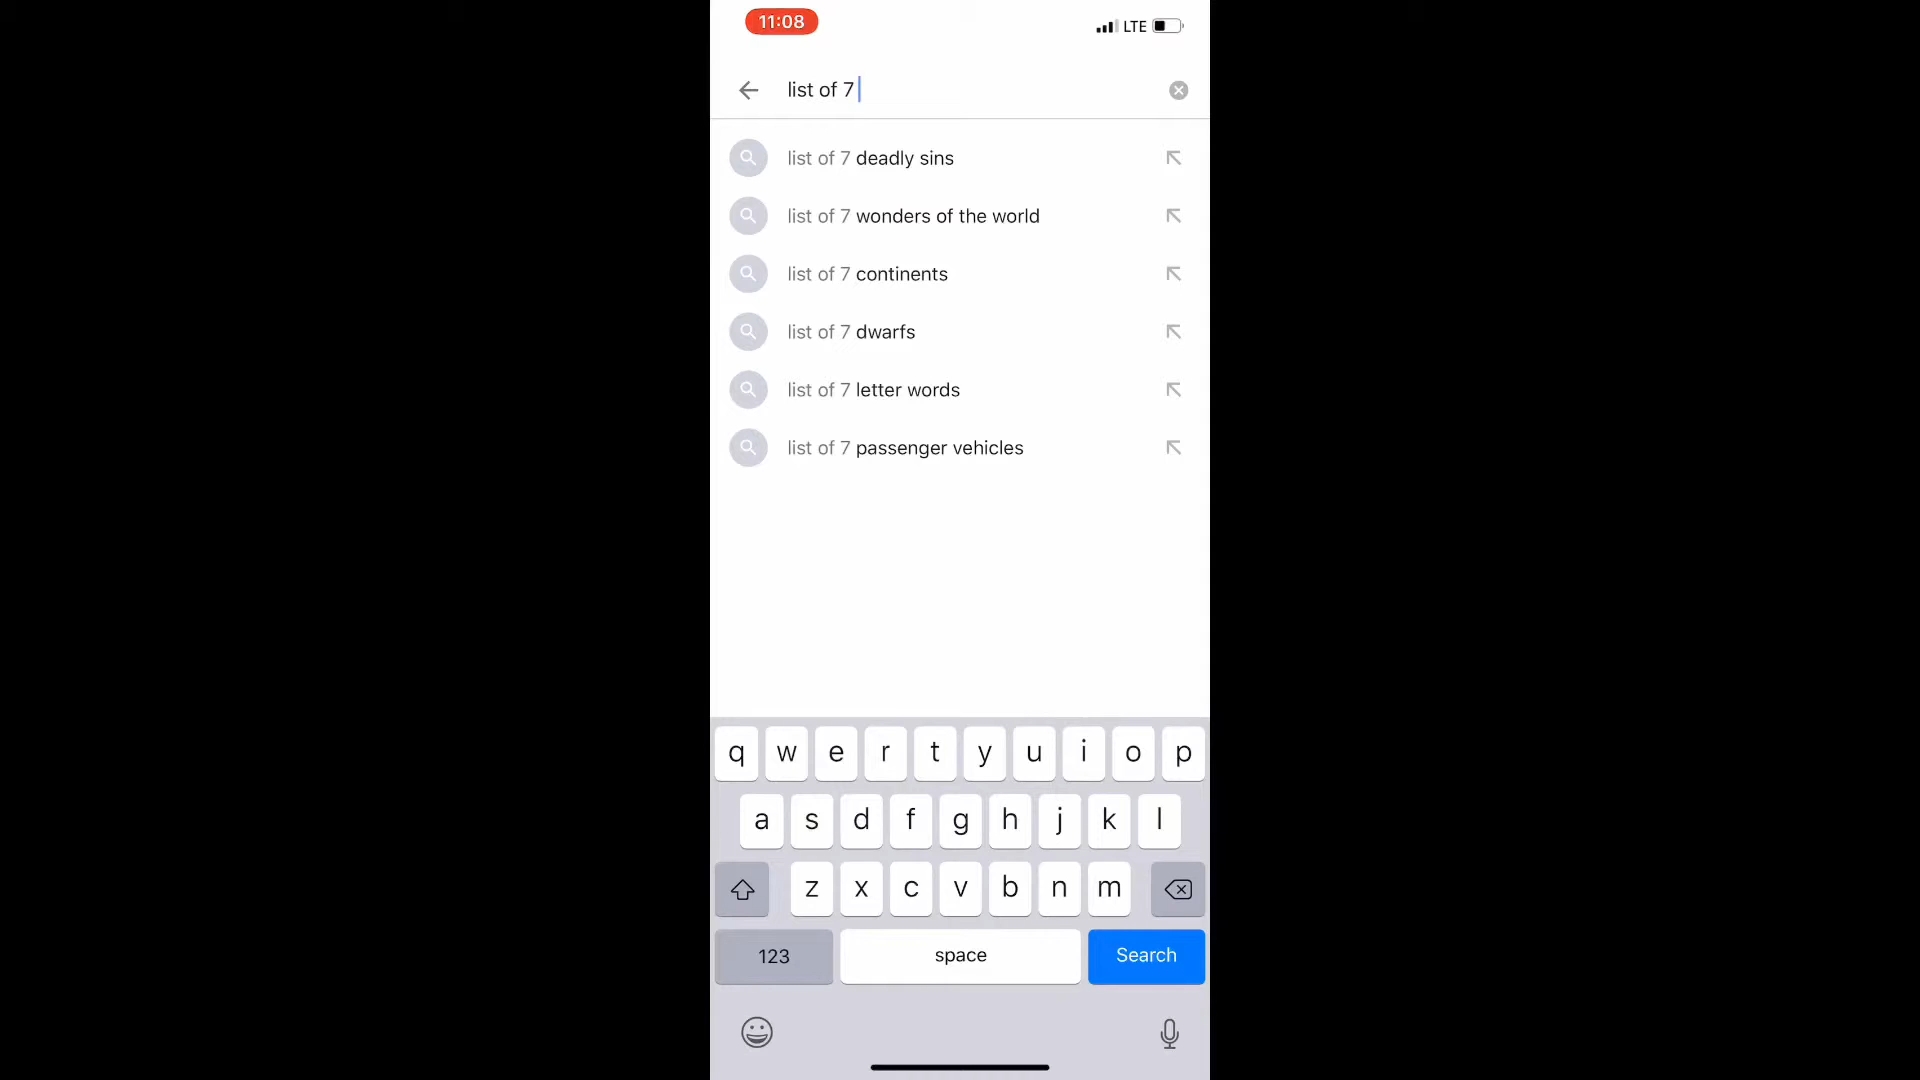 11:08 LTE
list of 7
list of 7 deadly sins
list of 7 wonders of the world
list of 7 continents
list of 7 dwarfs
list of 7 letter words
list of 7 passenger vehicles
q w e r t y u i o p
a s d f g h j k l
z x c v b n m
123 space Search